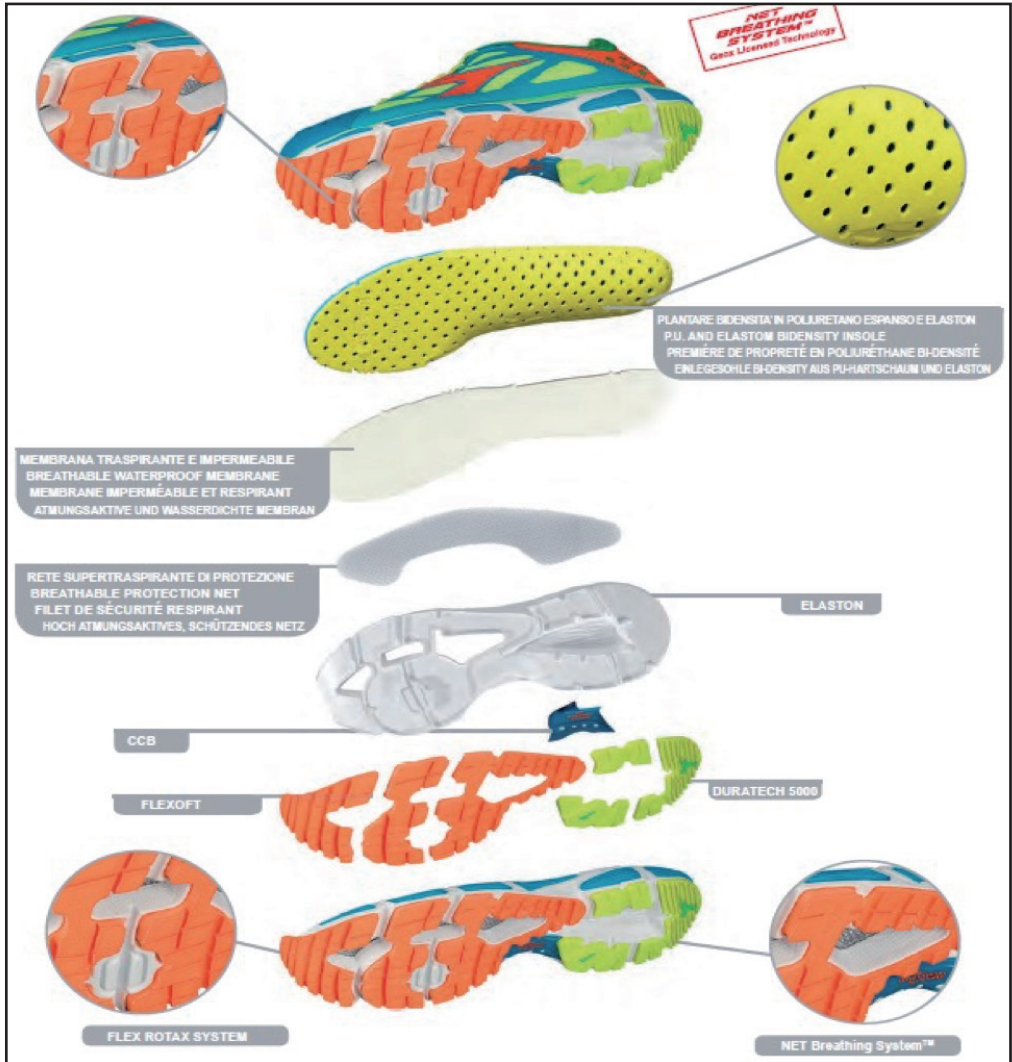 NET
BREATHING
SYSTEM™
Geox Licensed Technology
PLANTARE BIDENSITA' IN POLIURETANO ESPANSO E ELASTON
P.U. AND ELASTOM BIDENSITY INSOLE
PREMIÉRE DE PROPRETÉ EN POLIURÉTHANE BI-DENSITÉ
EINLEGESOHLE BI-DENSITY AUS PU-HARTSCHAUM UND ELASTON
MEMBRANA TRASPIRANTE E IMPERMEABILE
BREATHABLE WATERPROOF MEMBRANE
MEMBRANE IMPERMÉABLE ET RESPIRANT
ATMUNGSAKTIVE UND WASSERDICHTE MEMBRAN
RETE SUPERTRASPIRANTE DI PROTEZIONE
BREATHABLE PROTECTION NET
FILET DE SÉCURITÉ RESPIRANT
HOCH ATMUNGSAKTIVES, SCHÜTZENDES NETZ
ELASTON
CCB
FLEXOFT
DURATECH 5000
FLEX ROTAX SYSTEM
NET Breathing System™